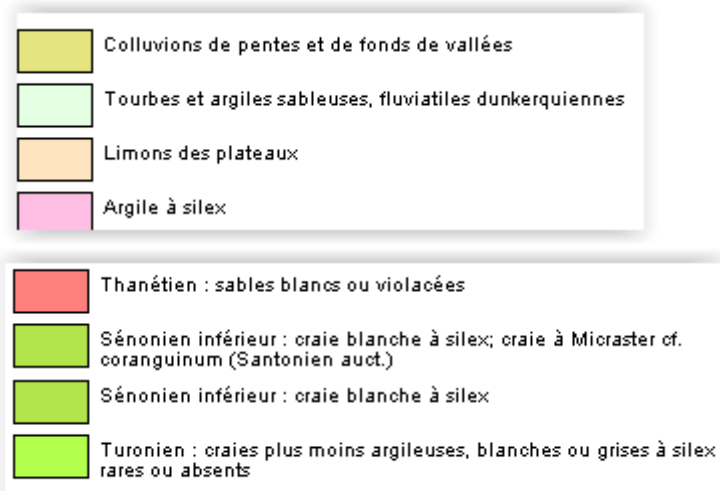 Colluvions de pentes et de fonds de vallées
Tourbes et argiles sableuses, fluviatiles dunkerquiennes
Limons des plateaux
Argile à silex
Thanétien : sables blancs ou violacées
Sénonien inférieur : craie blanche à silex; craie à Micraster cf.
coranguinum (Santonien auct.)
Sénonien inférieur : craie blanche à silex
Turonien : craies plus moins argileuses, blanches ou grises à silex
rares ou absents